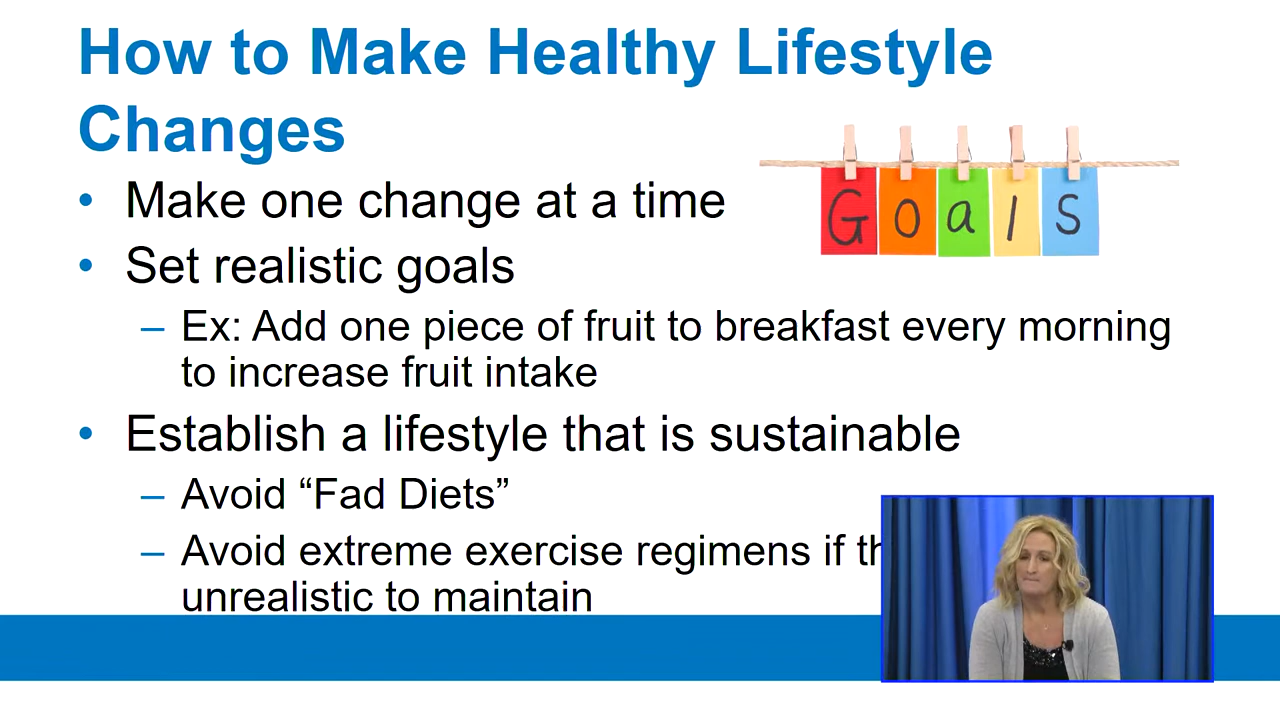 How to Make Healthy Lifestyle
Changes
Goals
• Make one change at a time
• Set realistic goals
– Ex: Add one piece of fruit to breakfast every morning
to increase fruit intake
• Establish a lifestyle that is sustainable
– Avoid “Fad Diets”
– Avoid extreme exercise regimens if
unrealistic to maintain